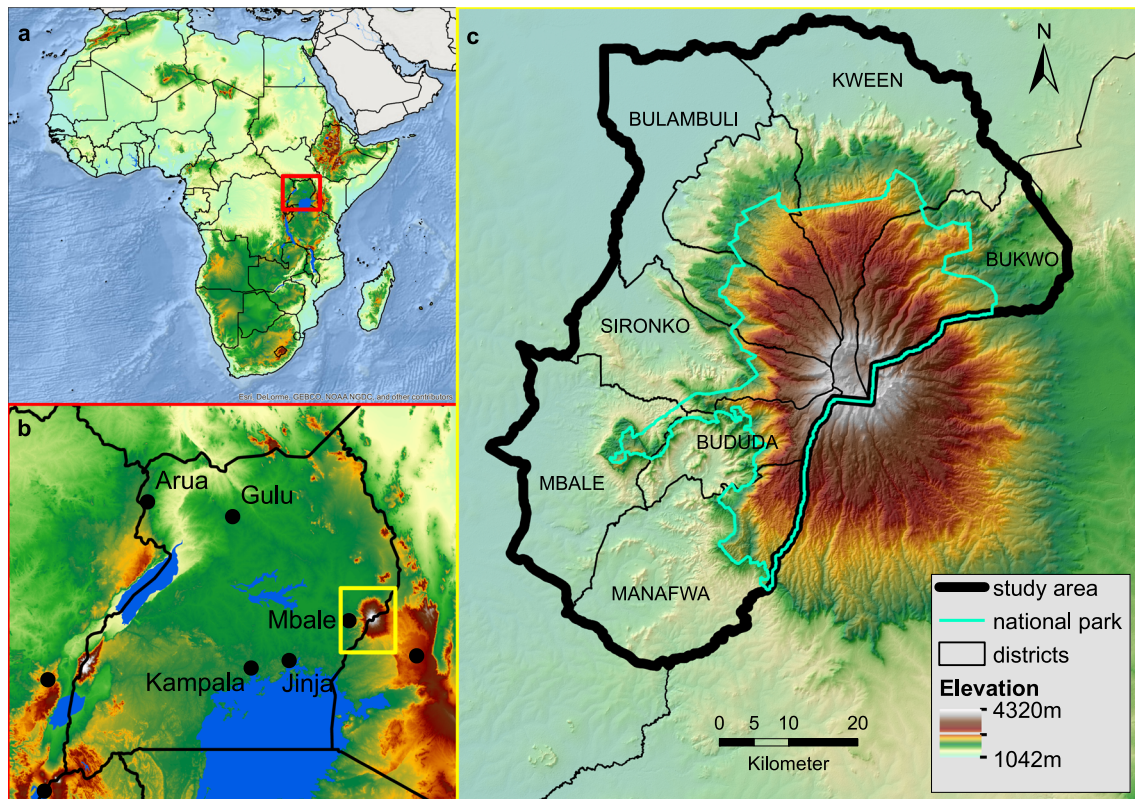 a
Esri, DeLorme, GEBCO, NOAA NGDC, and other contributors
b
Arua
Gulu
Mbale
Kampala
Jinja
c
N
KWEEN
BULAMBULI
BUKWO
SIRONKO
BUDUDA
MBALE
MANAFWA
0 5 10 20
Kilometer
study area
national park
districts
Elevation
4320m
1042m